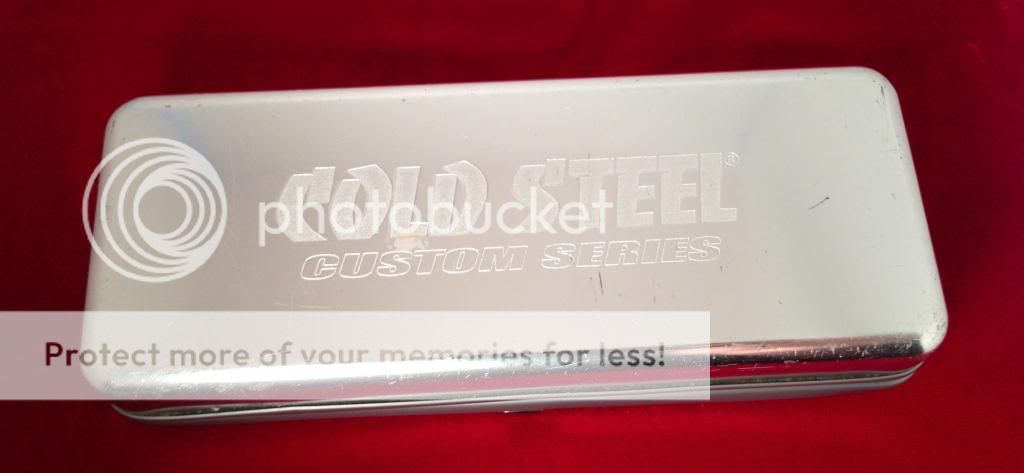 COLD STEEL®
photobucket
CUSTOM SERIES
Protect more of your memories for less!